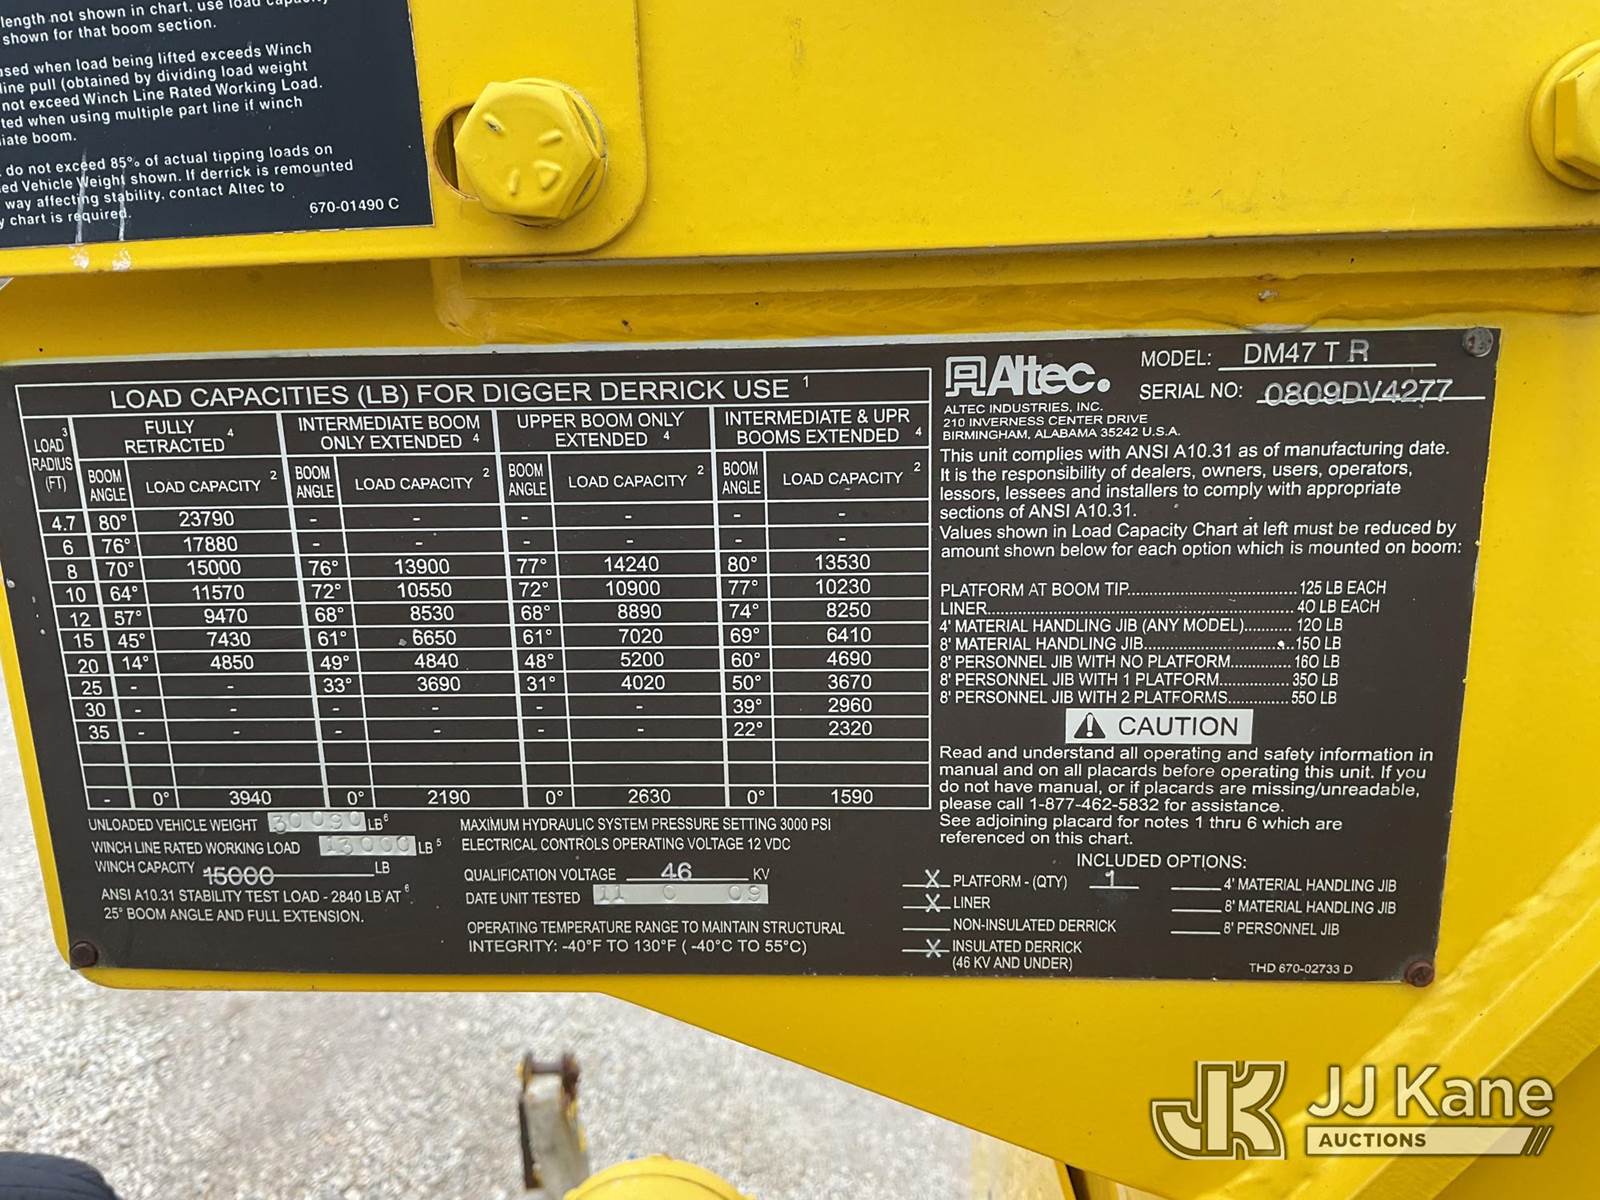 length not shown in chart, use load capacity
shown for that boom section.
used when load being lifted exceeds Winch
line pull (obtained by dividing load weight
not exceed Winch Line Rated Working Load.
ted when using multiple part line if winch
iate boom.
do not exceed 85% of actual tipping loads on
ed Vehicle Weight shown. If derrick is remounted
way affecting stability, contact Altec to
y chart is required.
670-01490 C
LOAD CAPACITIES (LB) FOR DIGGER DERRICK USE 1
LOAD 3 RADIUS (FT) FULLY RETRACTED 4 INTERMEDIATE BOOM ONLY EXTENDED 4 UPPER BOOM ONLY EXTENDED 4 INTERMEDIATE & UPR BOOMS EXTENDED 4
BOOM ANGLE LOAD CAPACITY 2 BOOM ANGLE LOAD CAPACITY 2 BOOM ANGLE LOAD CAPACITY 2 BOOM ANGLE LOAD CAPACITY 2
4.7 80° 23790 - - - - - -
6 76° 17880 - - - - - -
8 70° 15000 76° 13900 77° 14240 80° 13530
10 64° 11570 72° 10550 72° 10900 77° 10230
12 57° 9470 68° 8530 68° 8890 74° 8250
15 45° 7430 61° 6650 61° 7020 69° 6410
20 14° 4850 49° 4840 48° 5200 60° 4690
25 - - 33° 3690 31° 4020 50° 3670
30 - - - - - - 39° 2960
35 - - - - - - 22° 2320
- 0° 3940 0° 2190 0° 2630 0° 1590
UNLOADED VEHICLE WEIGHT 30090 LB 6
WINCH LINE RATED WORKING LOAD 13000 LB 5
WINCH CAPACITY 15000 LB
ANSI A10.31 STABILITY TEST LOAD - 2840 LB AT 6
25° BOOM ANGLE AND FULL EXTENSION.
MAXIMUM HYDRAULIC SYSTEM PRESSURE SETTING 3000 PSI
ELECTRICAL CONTROLS OPERATING VOLTAGE 12 VDC
QUALIFICATION VOLTAGE 46 KV
DATE UNIT TESTED 11 0 09
OPERATING TEMPERATURE RANGE TO MAINTAIN STRUCTURAL
INTEGRITY: -40°F TO 130°F ( -40°C TO 55°C)
Altec.
MODEL: DM47 T R
SERIAL NO: 0809DV4277
ALTEC INDUSTRIES, INC.
210 INVERNESS CENTER DRIVE
BIRMINGHAM, ALABAMA 35242 U.S.A.
This unit complies with ANSI A10.31 as of manufacturing date.
It is the responsibility of dealers, owners, users, operators,
lessors, lessees and installers to comply with appropriate
sections of ANSI A10.31.
Values shown in Load Capacity Chart at left must be reduced by
amount shown below for each option which is mounted on boom:
PLATFORM AT BOOM TIP..................................125 LB EACH
LINER..............................................................40 LB EACH
4' MATERIAL HANDLING JIB (ANY MODEL)..........120 LB
8' MATERIAL HANDLING JIB..............................150 LB
8' PERSONNEL JIB WITH NO PLATFORM.............160 LB
8' PERSONNEL JIB WITH 1 PLATFORM...............350 LB
8' PERSONNEL JIB WITH 2 PLATFORMS.............550 LB
CAUTION
Read and understand all operating and safety information in
manual and on all placards before operating this unit. If you
do not have manual, or if placards are missing/unreadable,
please call 1-877-462-5832 for assistance.
See adjoining placard for notes 1 thru 6 which are
referenced on this chart.
INCLUDED OPTIONS:
X PLATFORM - (QTY) 1
X LINER
NON-INSULATED DERRICK
X INSULATED DERRICK
(46 KV AND UNDER)
4' MATERIAL HANDLING JIB
8' MATERIAL HANDLING JIB
8' PERSONNEL JIB
THD 670-02733 D
JK JJ Kane
AUCTIONS